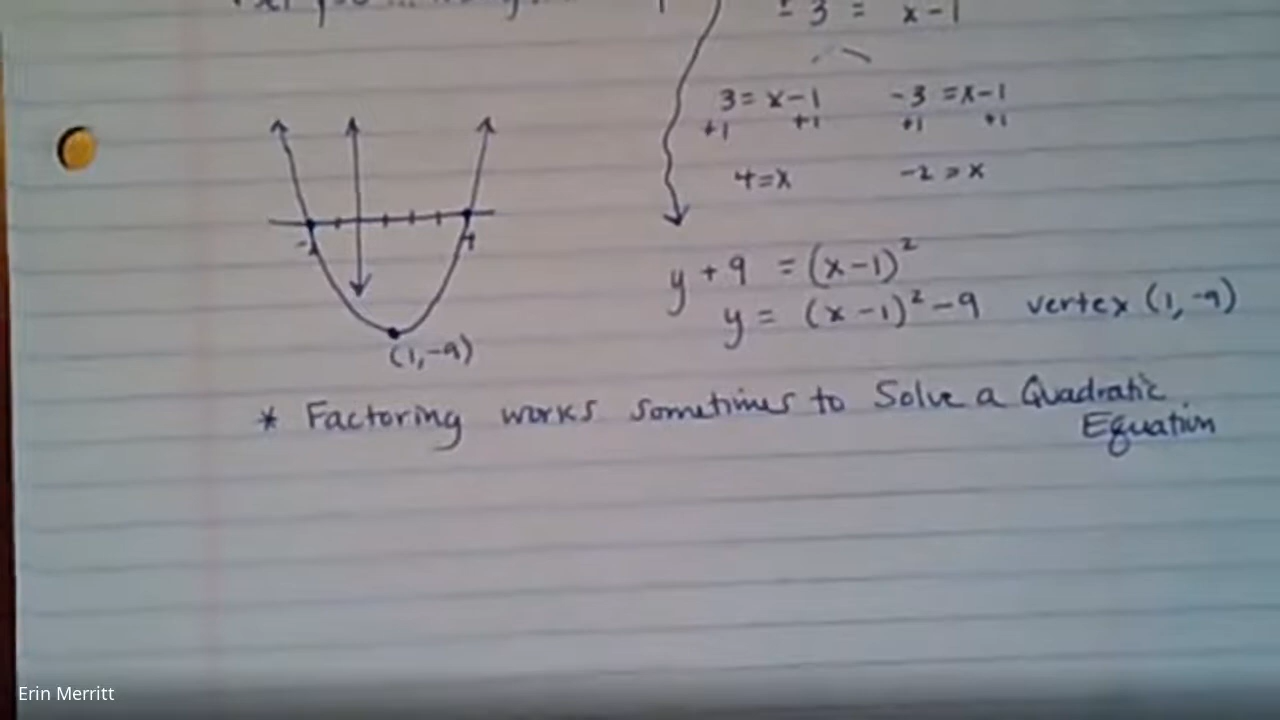 ± 3 = x-1
3 = x-1 -3 = x-1
+1 +1 +1 +1
4=x -2 = x
-2 4
y + 9 = (x-1)²
y = (x-1)² -9 vertex (1, -9)
(1,-9)
* Factoring works sometimes to Solve a Quadratic
Equation
Erin Merritt